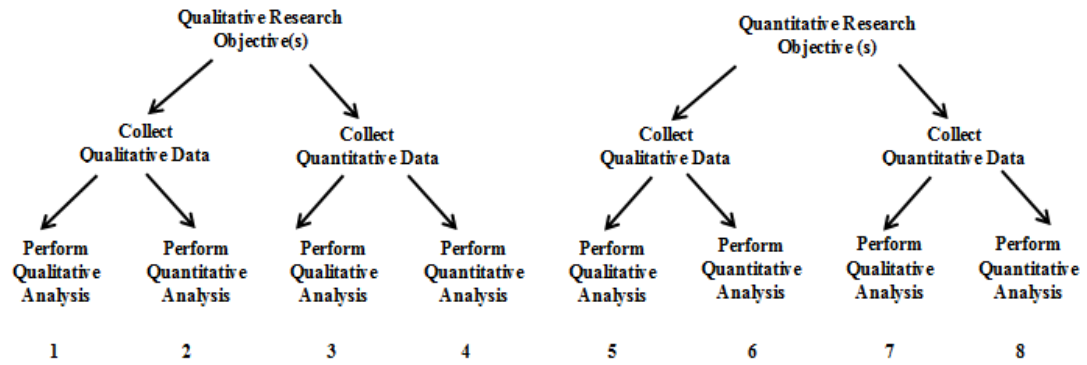 Qualitative Research
Objective(s)
Quantitative Research
Objective (s)
Collect
Qualitative Data
Collect
Quantitative Data
Collect
Qualitative Data
Collect
Quantitative Data
Perform
Qualitative
Analysis
Perform
Quantitative
Analysis
Perform
Qualitative
Analysis
Perform
Quantitative
Analysis
Perform
Qualitative
Analysis
Perform
Quantitative
Analysis
Perform
Qualitative
Analysis
Perform
Quantitative
Analysis
1 2 3 4 5 6 7 8